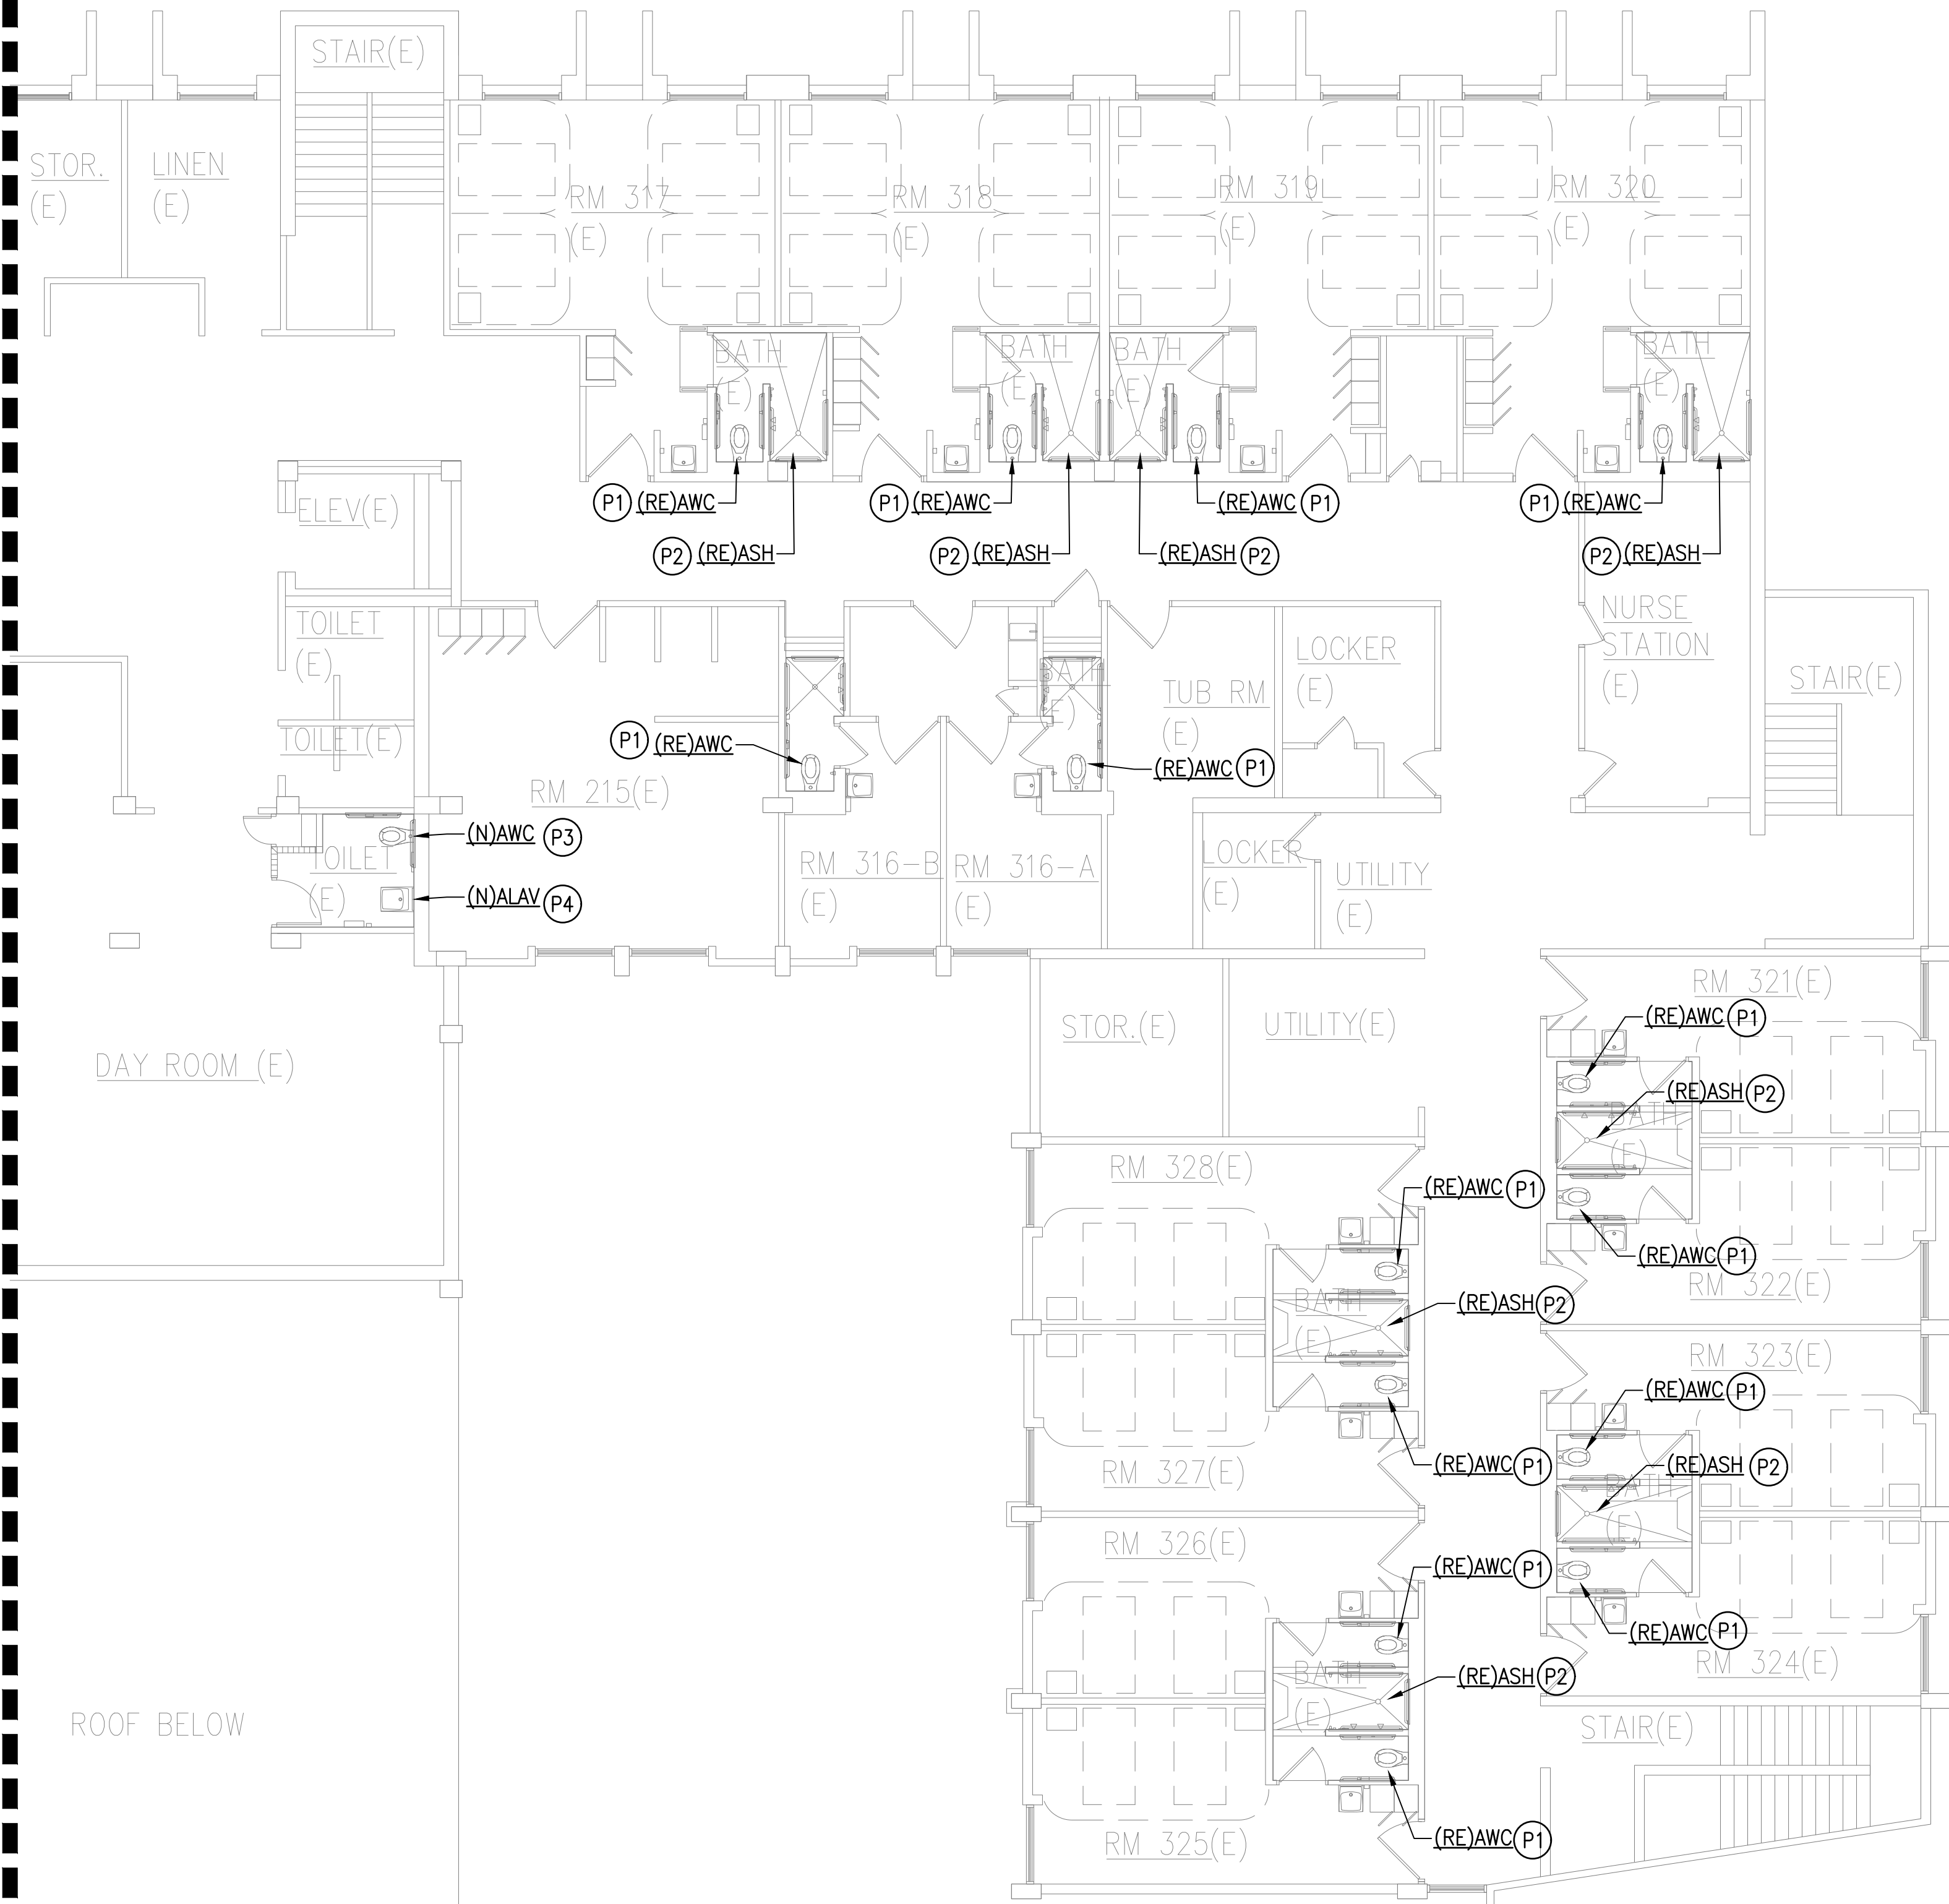 STAIR(E)
STOR.
(E)
LINEN
(E)
RM 317
(E)
RM 318
(E)
RM 319
(E)
RM 320
(E)
BATH
(E)
BATH
(E)
BATH
(E)
BATH
(E)
P1 (RE)AWC
P1 (RE)AWC
(RE)AWC P1
P1 (RE)AWC
P2 (RE)ASH
P2 (RE)ASH
(RE)ASH P2
P2 (RE)ASH
ELEV(E)
TOILET
(E)
TOILET(E)
NURSE
STATION
(E)
LOCKER
(E)
STAIR(E)
BATH
(E)
TUB RM
(E)
P1 (RE)AWC
(RE)AWC P1
RM 215(E)
(N)AWC P3
TOILET
(E)
(N)ALAV P4
RM 316-B
(E)
RM 316-A
(E)
LOCKER
(E)
UTILITY
(E)
STOR.(E)
UTILITY(E)
RM 321(E)
(RE)AWC P1
DAY ROOM (E)
(RE)ASH P2
BATH
(E)
RM 328(E)
(RE)AWC P1
(RE)AWC P1
RM 322(E)
BATH
(E)
(RE)ASH P2
RM 323(E)
(RE)AWC P1
RM 327(E)
(RE)AWC P1
(RE)ASH P2
BATH
(E)
RM 326(E)
(RE)AWC P1
(RE)AWC P1
RM 324(E)
BATH
(E)
(RE)ASH P2
ROOF BELOW
STAIR(E)
RM 325(E)
(RE)AWC P1